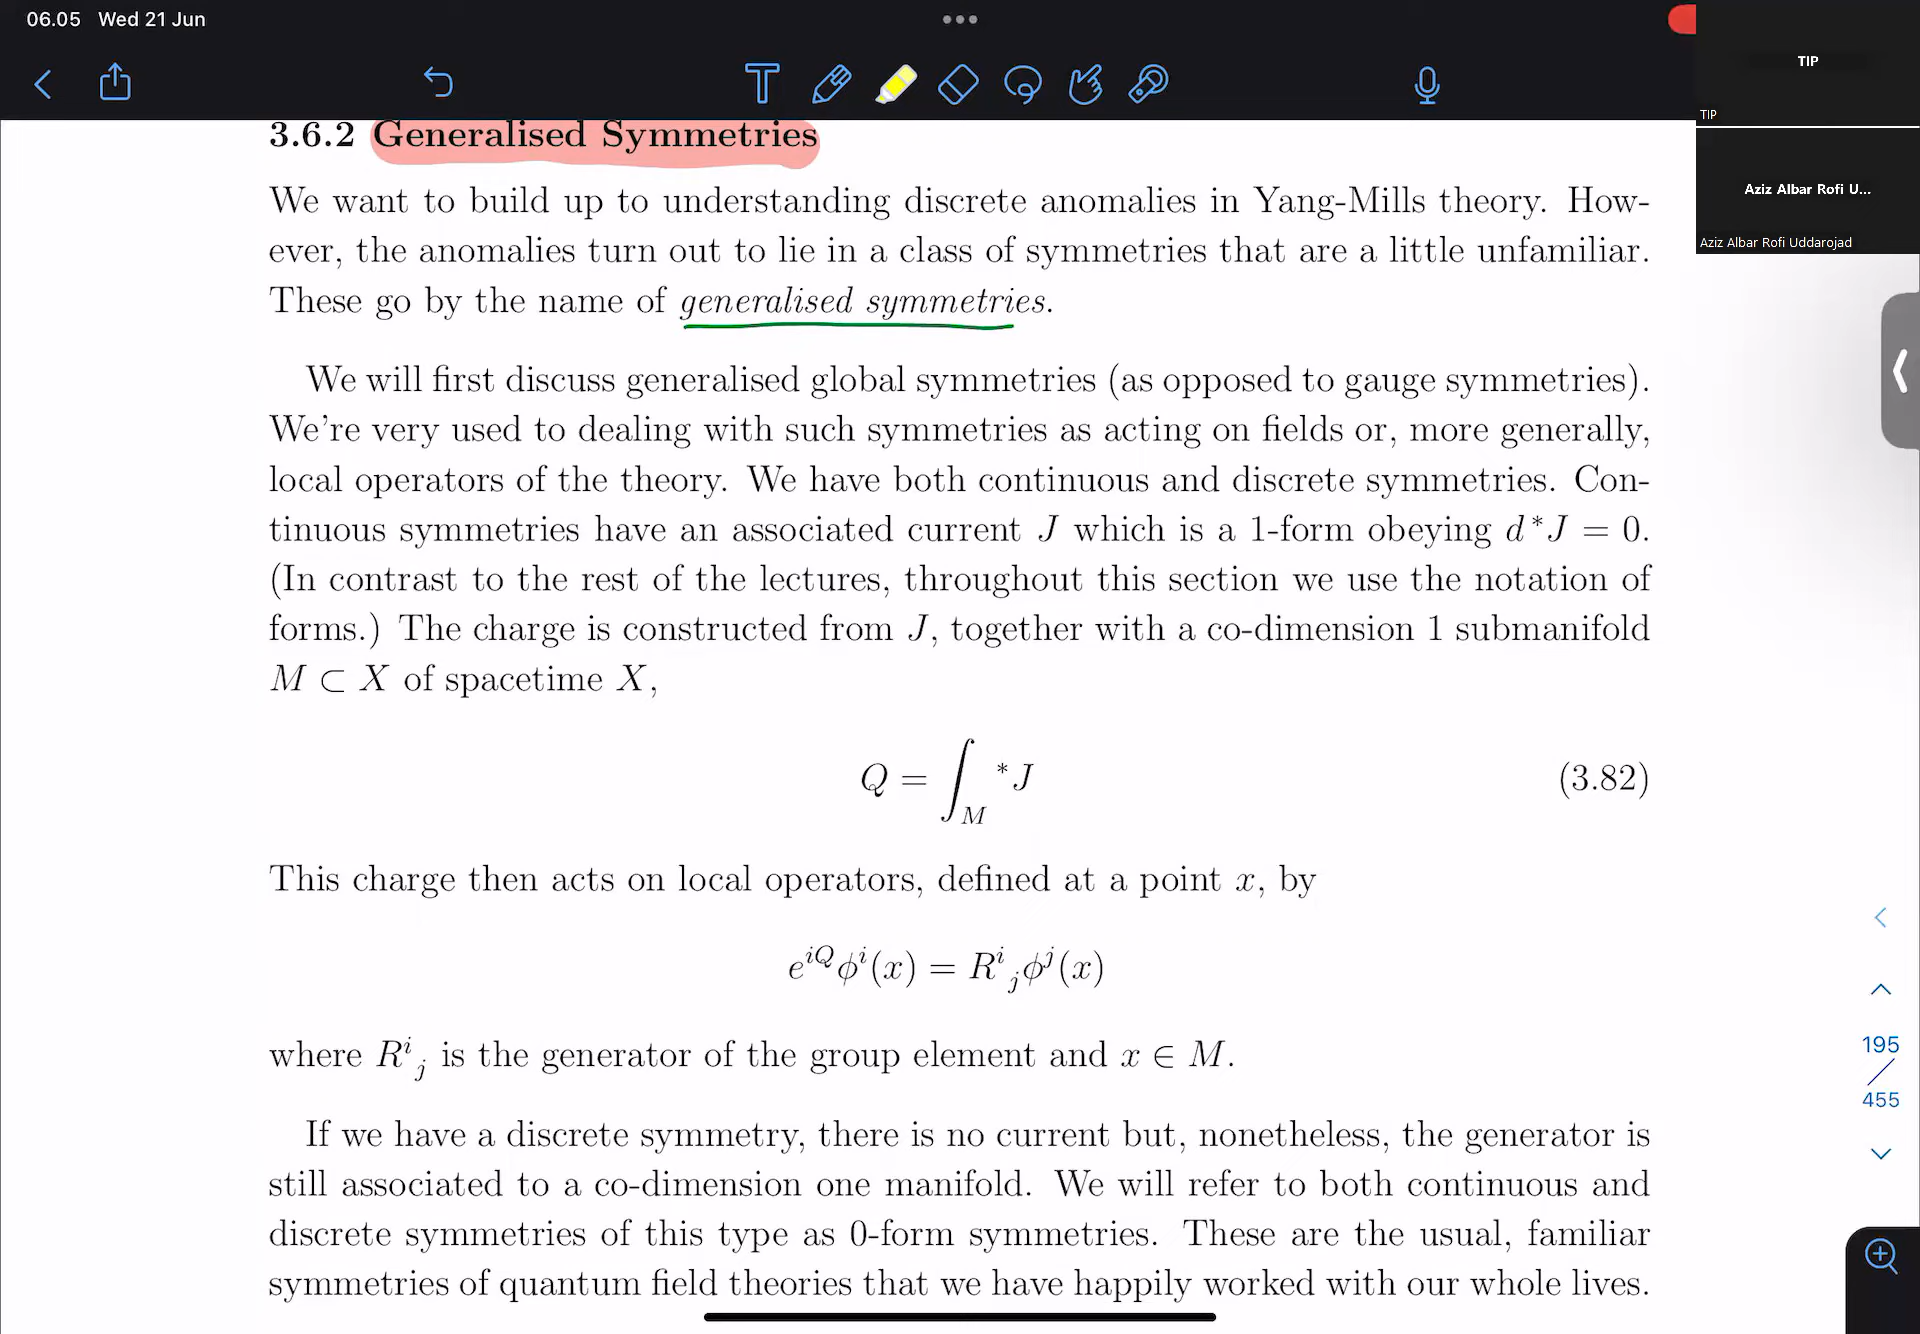 06.05 Wed 21 Jun
TIP
TIP
Aziz Albar Rofi U...
Aziz Albar Rofi Uddarojad
3.6.2 Generalised Symmetries
We want to build up to understanding discrete anomalies in Yang-Mills theory. How-
ever, the anomalies turn out to lie in a class of symmetries that are a little unfamiliar.
These go by the name of generalised symmetries.
We will first discuss generalised global symmetries (as opposed to gauge symmetries).
We're very used to dealing with such symmetries as acting on fields or, more generally,
local operators of the theory. We have both continuous and discrete symmetries. Con-
tinuous symmetries have an associated current J which is a 1-form obeying d*J = 0.
(In contrast to the rest of the lectures, throughout this section we use the notation of
forms.) The charge is constructed from J, together with a co-dimension 1 submanifold
M ⊂ X of spacetime X,
Q = ∫_M *J (3.82)
This charge then acts on local operators, defined at a point x, by
e^{iQ} φ^i(x) = R^i_j φ^j(x)
where R^i_j is the generator of the group element and x ∈ M.
If we have a discrete symmetry, there is no current but, nonetheless, the generator is
still associated to a co-dimension one manifold. We will refer to both continuous and
discrete symmetries of this type as 0-form symmetries. These are the usual, familiar
symmetries of quantum field theories that we have happily worked with our whole lives.
195
/
455